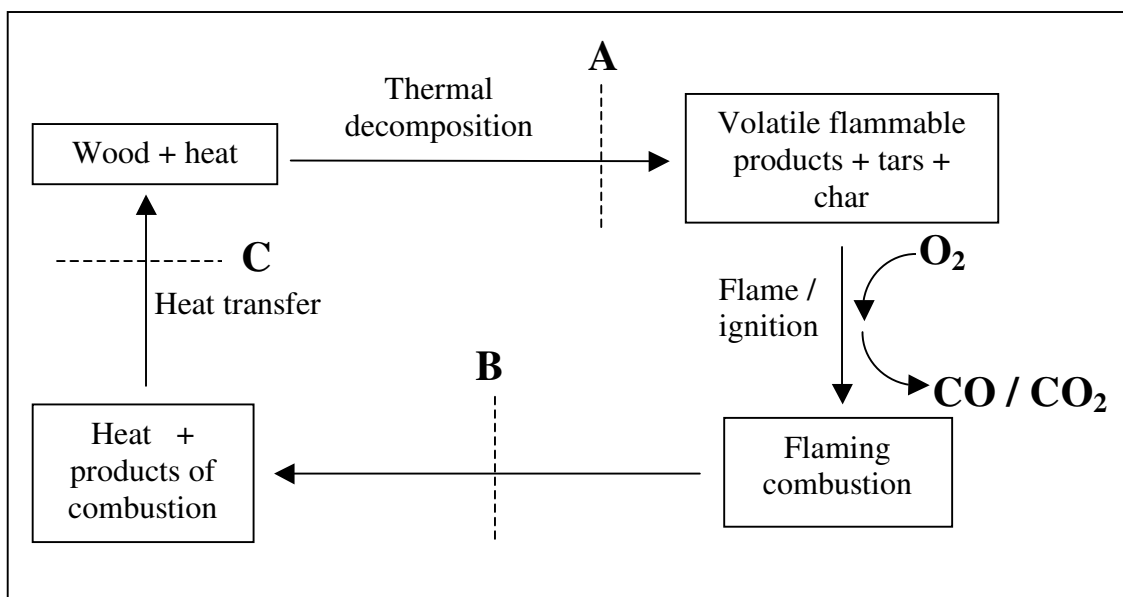 A
Thermal
decomposition
Wood + heat
Volatile flammable
products + tars +
char
C
Heat transfer
O₂
Flame /
ignition
CO / CO₂
B
Heat +
products of
combustion
Flaming
combustion